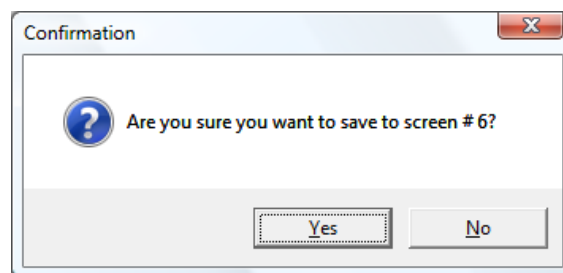 Confirmation
Are you sure you want to save to screen # 6?
Yes
No